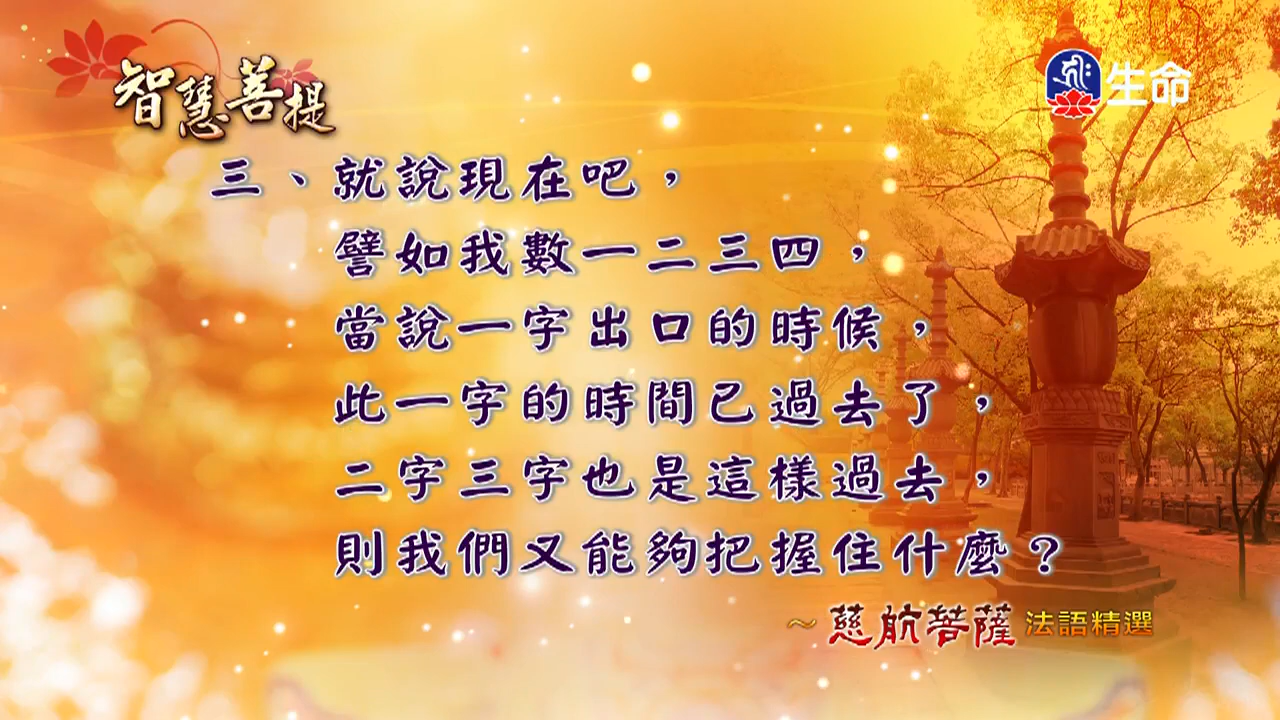 智慧菩提
生命
三、就說現在吧，
譬如我數一二三四，
當說一字出口的時候，
此一字的時間已過去了，
二字三字也是這樣過去，
則我們又能夠把握住什麼？
～慈航菩薩法語精選